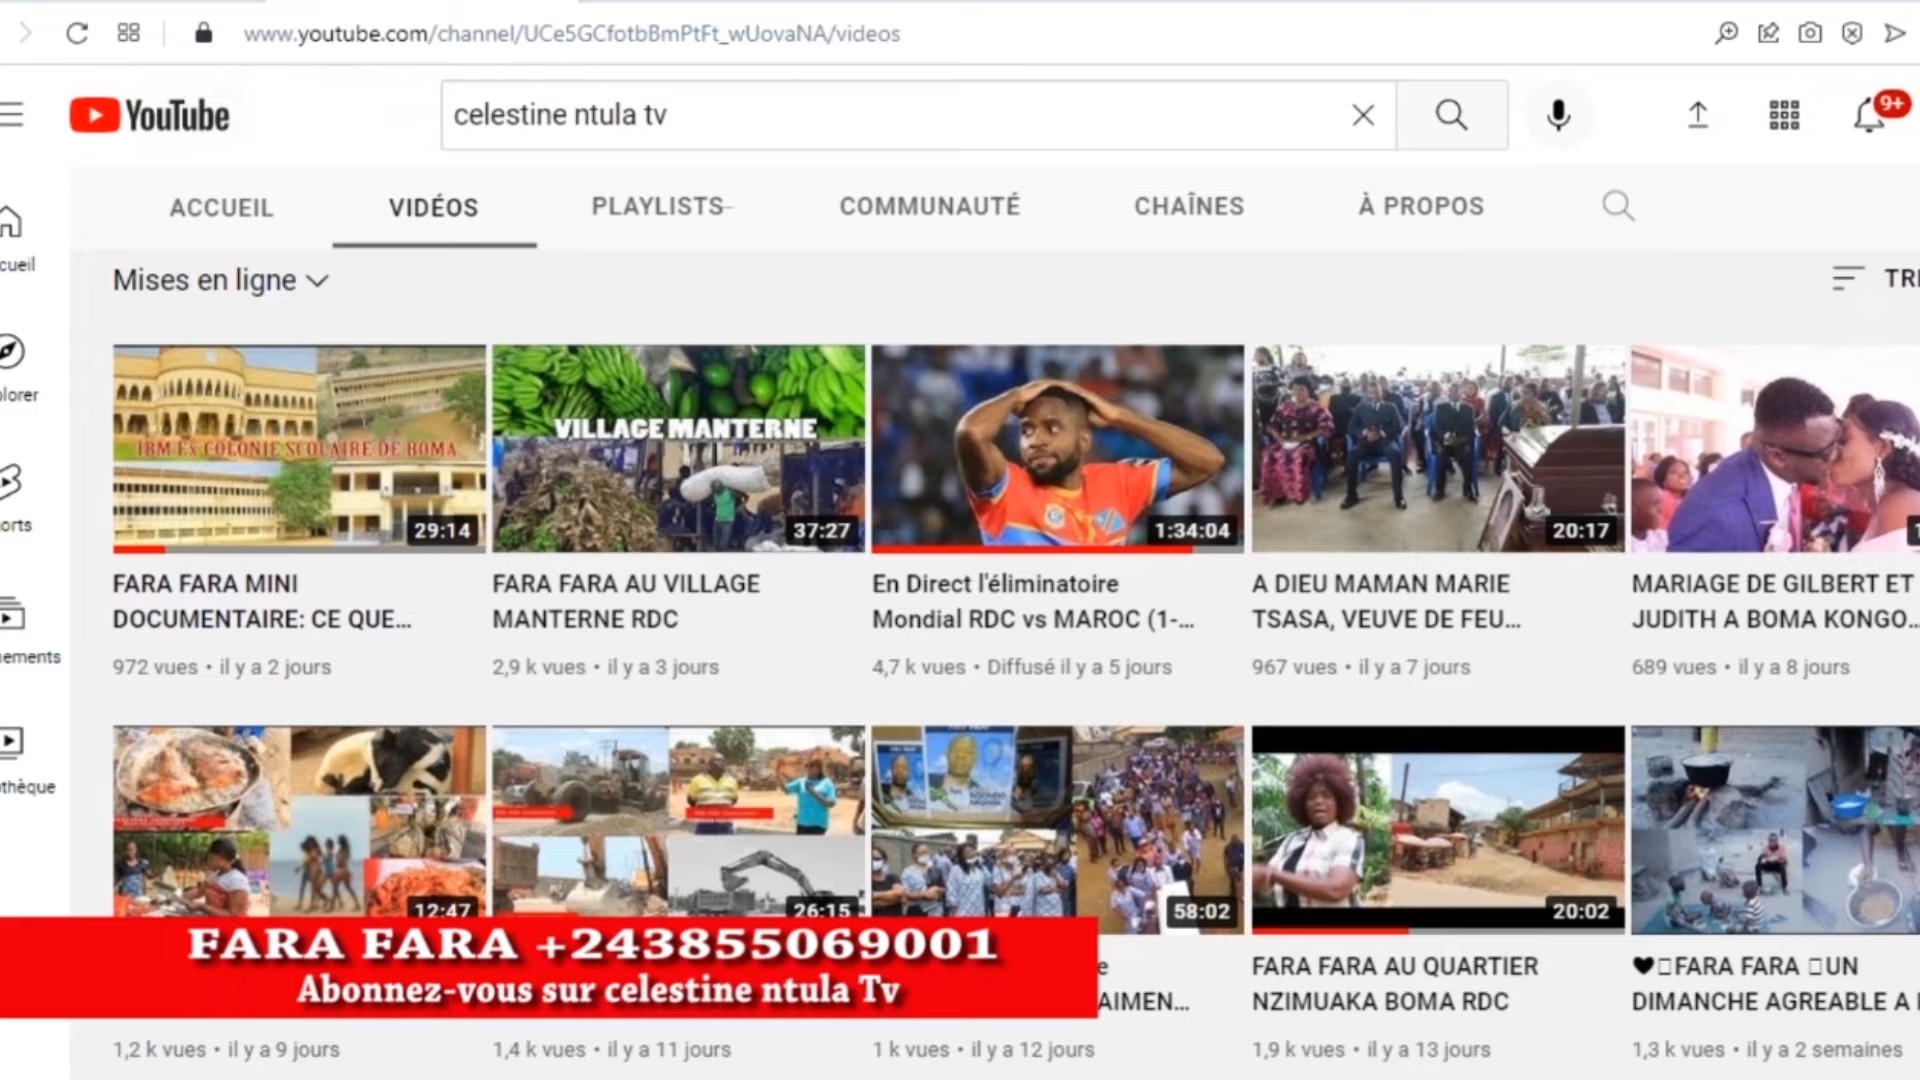 www.youtube.com/channel/UCe5GCfotbBmPtFt_wUovaNA/videos
YouTube
celestine ntula tv
9+
ACCUEIL
VIDÉOS
PLAYLISTS
COMMUNAUTÉ
CHAÎNES
À PROPOS
cueil
Mises en ligne
TRI
plorer
orts
nements
thèque
IBM Ex COLONIE SCOLAIRE DE BOMA
29:14
VILLAGE MANTERNE
37:27
1:34:04
20:17
1
FARA FARA MINI
DOCUMENTAIRE: CE QUE...
972 vues • il y a 2 jours
FARA FARA AU VILLAGE
MANTERNE RDC
2,9 k vues • il y a 3 jours
En Direct l'éliminatoire
Mondial RDC vs MAROC (1-...
4,7 k vues • Diffusé il y a 5 jours
A DIEU MAMAN MARIE
TSASA, VEUVE DE FEU...
967 vues • il y a 7 jours
MARIAGE DE GILBERT ET
JUDITH A BOMA KONGO...
689 vues • il y a 8 jours
12:47
26:15
58:02
20:02
FARA FARA +243855069001
Abonnez-vous sur celestine ntula Tv
1,2 k vues • il y a 9 jours
1,4 k vues • il y a 11 jours
e
AIMEN...
1 k vues • il y a 12 jours
FARA FARA AU QUARTIER
NZIMUAKA BOMA RDC
1,9 k vues • il y a 13 jours
FARA FARA UN
DIMANCHE AGREABLE A
1,3 k vues • il y a 2 semaines